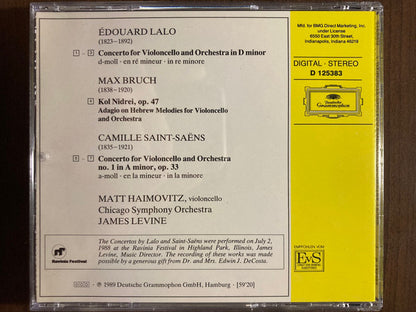 ÉDOUARD LALO
(1823–1892)
1 - 3 Concerto for Violoncello and Orchestra in D minor
d-moll · en ré mineur · in re minore
MAX BRUCH
(1838–1920)
4 Kol Nidrei, op. 47
Adagio on Hebrew Melodies for Violoncello
and Orchestra
CAMILLE SAINT-SAËNS
(1835–1921)
5 - 7 Concerto for Violoncello and Orchestra
no. 1 in A minor, op. 33
a-moll · en la mineur · in la minore
MATT HAIMOVITZ, violoncello
Chicago Symphony Orchestra
JAMES LEVINE
Ravinia Festival
The Concertos by Lalo and Saint-Saëns were performed on July 2,
1988 at the Ravinia Festival in Highland Park, Illinois, James
Levine, Music Director. The recording of these works was made
possible by a generous gift from Dr. and Mrs. Edwin J. DeCosta.
DDD · ℗ 1989 Deutsche Grammophon GmbH, Hamburg · [59'20]
Mfd. for BMG Direct Marketing, Inc.
under License
6550 East 30th Street,
Indianapolis, Indiana 46219
DIGITAL · STEREO
D 125383
Deutsche
Grammophon
EMPFOHLEN VOM
EvS